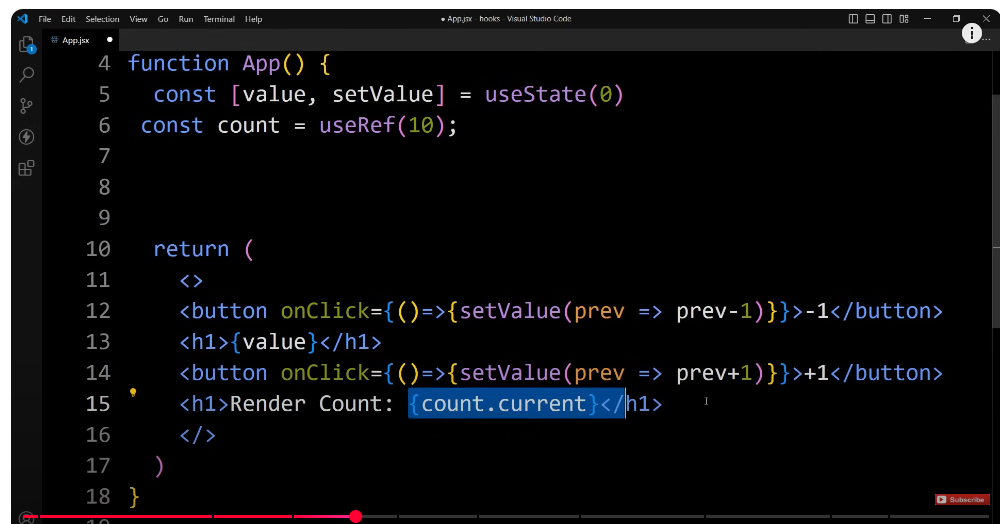 File Edit Selection View Go Run Terminal Help ● App.jsx - hooks - Visual Studio Code
App.jsx ●
1
4 function App() {
5 const [value, setValue] = useState(0)
6 const count = useRef(10);
7
8
9
10 return (
11 <>
12 <button onClick={()=>{setValue(prev => prev-1)}}>-1</button>
13 <h1>{value}</h1>
14 <button onClick={()=>{setValue(prev => prev+1)}}>+1</button>
15 <h1>Render Count: {count.current}</h1>
16 </>
17 )
18 }
Subscribe